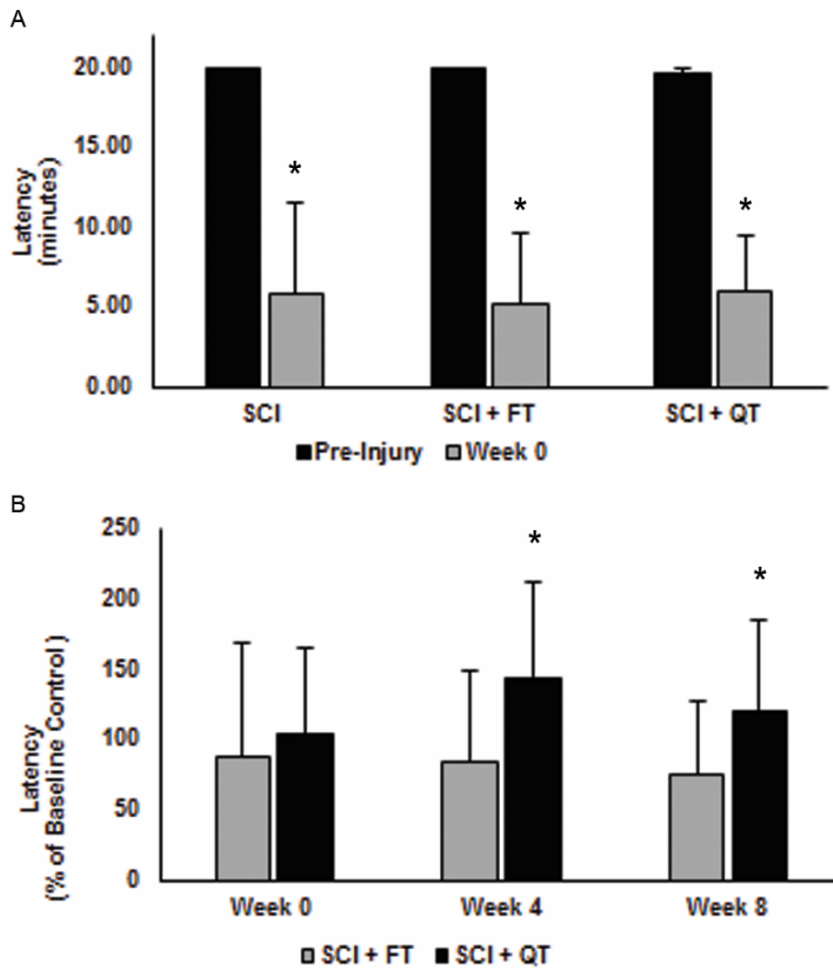 A
Latency
(minutes)
20.00
15.00
10.00
5.00
0.00
*
*
*
SCI
SCI + FT
SCI + QT
Pre-Injury
Week 0
B
Latency
(% of Baseline Control )
250
200
150
100
50
0
*
*
Week 0
Week 4
Week 8
SCI + FT
SCI + QT